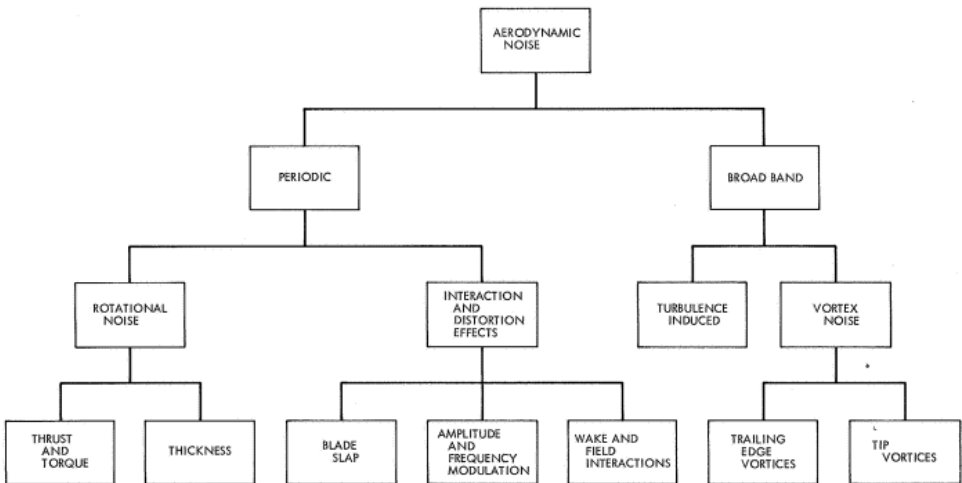 AERODYNAMIC
NOISE
PERIODIC
BROAD BAND
ROTATIONAL
NOISE
INTERACTION
AND
DISTORTION
EFFECTS
TURBULENCE
INDUCED
VORTEX
NOISE
THRUST
AND
TORQUE
THICKNESS
BLADE
SLAP
AMPLITUDE
AND
FREQUENCY
MODULATION
WAKE AND
FIELD
INTERACTIONS
TRAILING
EDGE
VORTICES
TIP
VORTICES